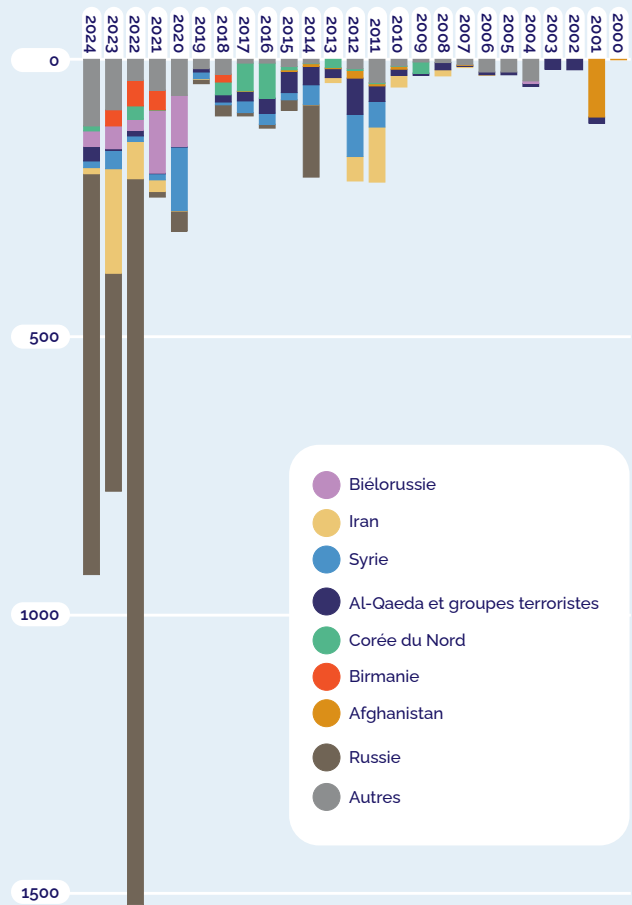 2024 2023 2022 2021 2020 2019 2018 2017 2016 2015 2014 2013 2012 2011 2010 2009 2008 2007 2006 2005 2004 2003 2002 2001 2000
0
500
Biélorussie
Iran
Syrie
Al-Qaeda et groupes terroristes
1000
Corée du Nord
Birmanie
Afghanistan
Russie
Autres
1500